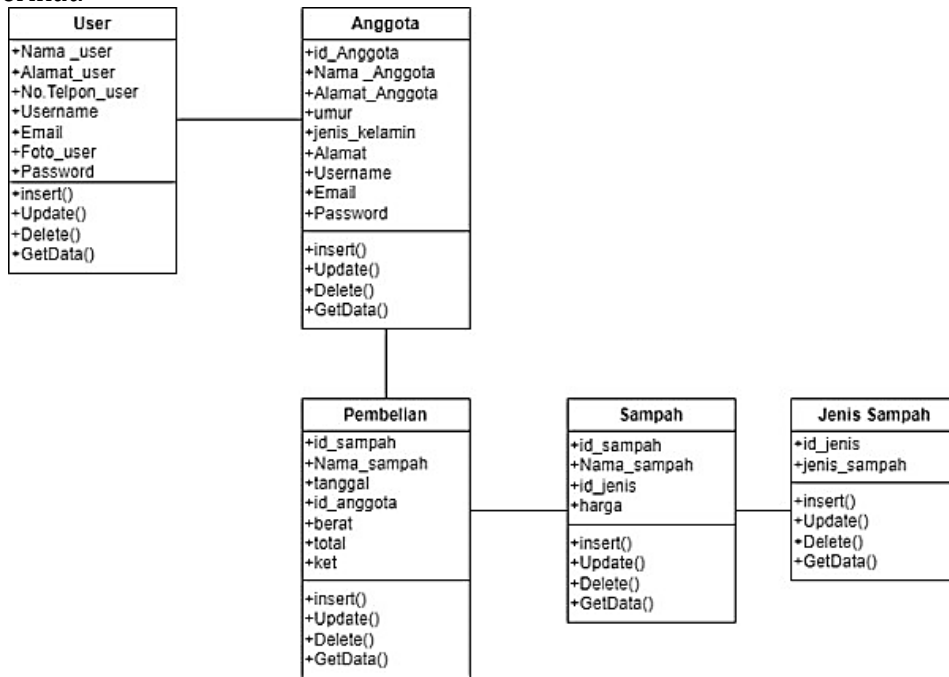 User
+Nama _user
+Alamat_user
+No.Telpon_user
+Username
+Email
+Foto_user
+Password
+insert()
+Update()
+Delete()
+GetData()
Anggota
+id_Anggota
+Nama _Anggota
+Alamat_Anggota
+umur
+jenis_kelamin
+Alamat
+Username
+Email
+Password
+insert()
+Update()
+Delete()
+GetData()
Pembelian
+id_sampah
+Nama_sampah
+tanggal
+id_anggota
+berat
+total
+ket
+insert()
+Update()
+Delete()
+GetData()
Sampah
+id_sampah
+Nama_sampah
+id_jenis
+harga
+insert()
+Update()
+Delete()
+GetData()
Jenis Sampah
+id_jenis
+jenis_sampah
+insert()
+Update()
+Delete()
+GetData()